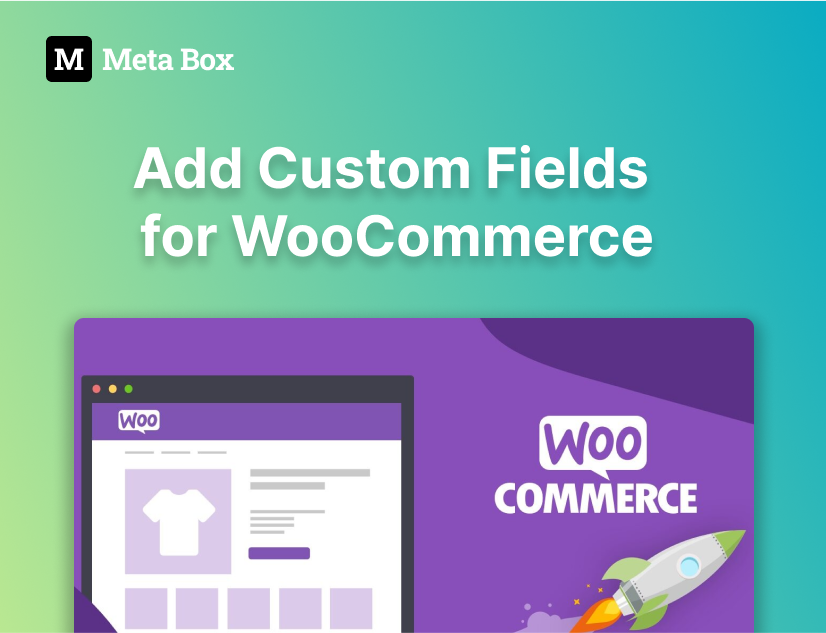 M Meta Box
Add Custom Fields
for WooCommerce
Woo
Woo
COMMERCE